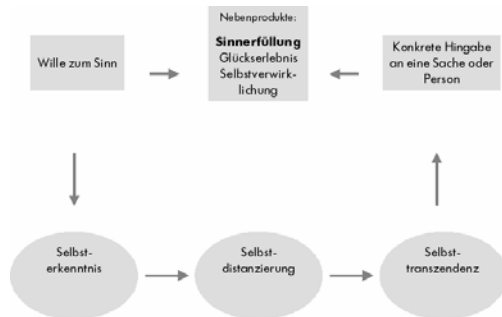 Nebenprodukte:
Sinnerfüllung
Glückserlebnis
Selbstverwirk-
lichung
Wille zum Sinn
Konkrete Hingabe
an eine Sache oder
Person
Selbst-
erkenntnis
Selbst-
distanzierung
Selbst-
transzendenz